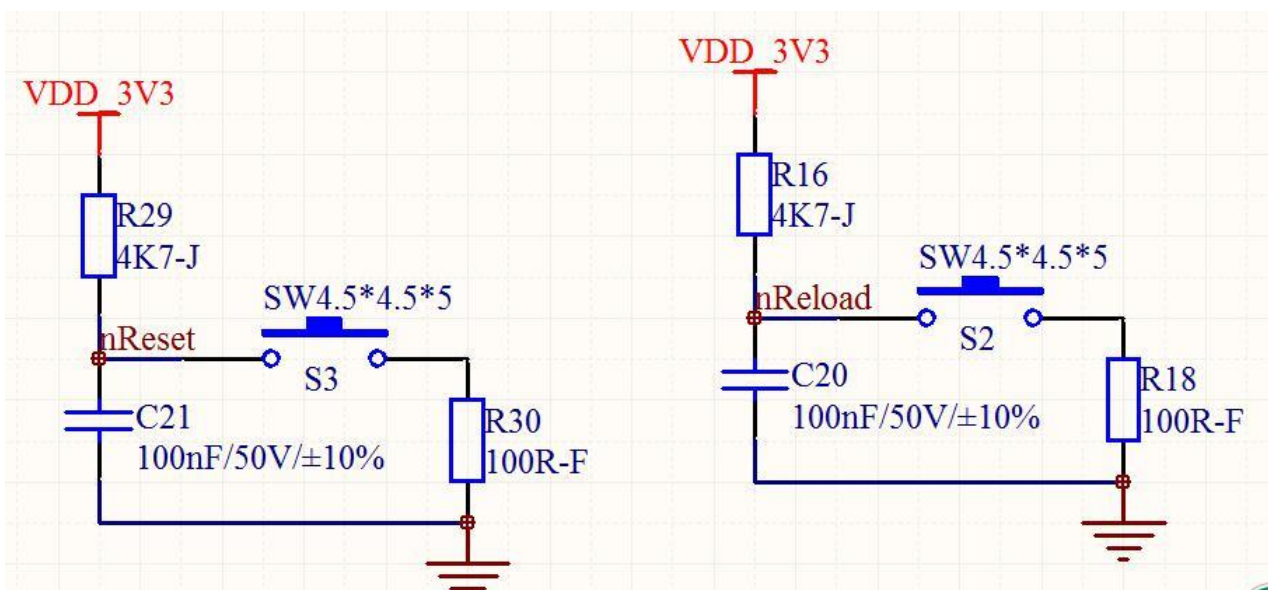 VDD_3V3
R29
4K7-J
nReset
SW4.5*4.5*5
S3
C21
100nF/50V/±10%
R30
100R-F
VDD_3V3
R16
4K7-J
nReload
SW4.5*4.5*5
S2
C20
100nF/50V/±10%
R18
100R-F